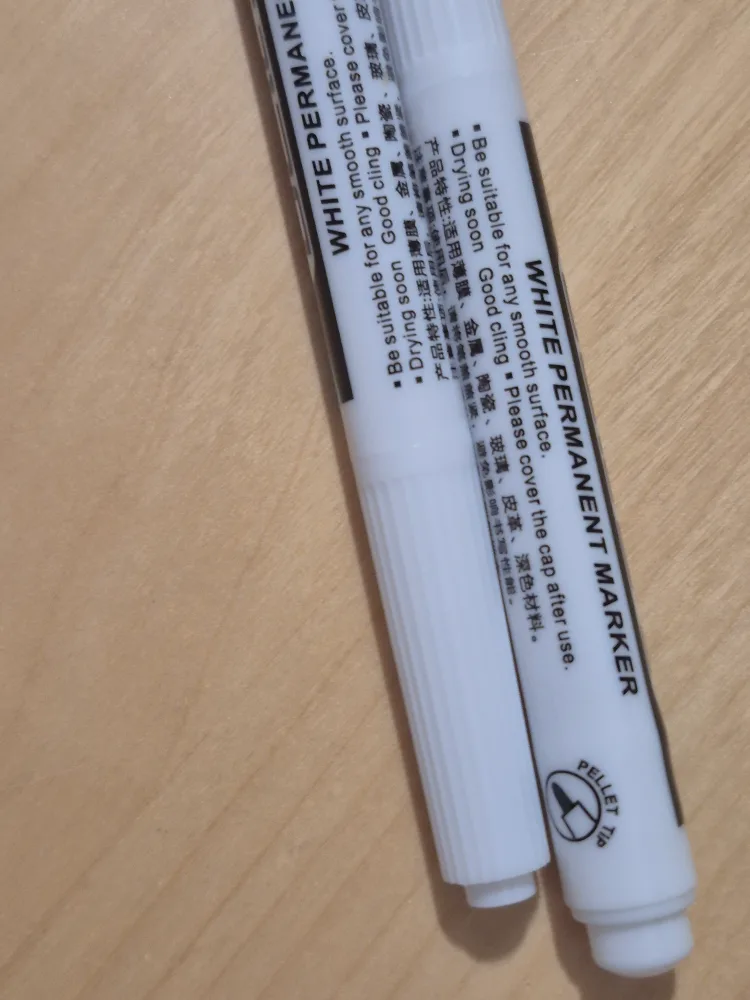 WHITE PERMANE
surface.
▪ Be suitable for any smooth
▪ Drying soon Good cling ▪ Please cover
产品特性:适用薄膜、金属、陶瓷、玻璃、皮
WHITE PERMANENT MARKER
▪ Be suitable for any smooth surface.
▪ Drying soon Good cling ▪ Please cover the cap after use.
产品特性:适用薄膜、金属、陶瓷、玻璃、皮革、深色材料。
PELLET